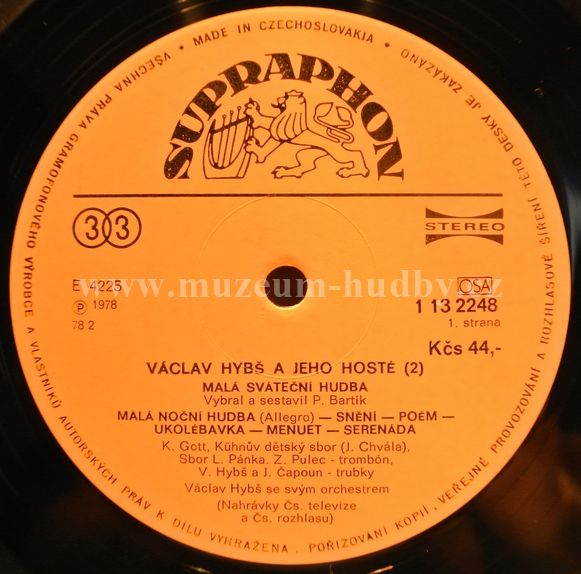 VŠECHNA PRÁVA GRAMOFONOVÉHO VÝROBCE A VLASTNÍKŮ AUTORSKÝCH PRÁV K DÍLU VYHRAŽENA. POŘIZOVÁNÍ KOPIÍ, VEŘEJNÉ PROVOZOVÁNÍ A ROZHLASOVÉ ŠÍŘENÍ TÉTO DESKY JE ZAKÁZÁNO • MADE IN CZECHOSLOVAKIA •
SUPRAPHON
33
STEREO
E 4225
℗ 1978
78 2
OSA
1 13 2248
1. strana
Kčs 44,-
www.muzeum-hudby.cz
VÁCLAV HYBŠ A JEHO HOSTÉ (2)
MALÁ SVÁTEČNÍ HUDBA
Vybral a sestavil P. Bartík
MALÁ NOČNÍ HUDBA (Allegro) — SNĚNÍ — POÉM —
UKOLÉBAVKA — MENUET — SERENÁDA
K. Gott, Kühnův dětský sbor (J. Chvála),
Sbor L. Pánka, Z. Pulec - trombón,
V. Hybš a J. Čapoun - trubky
Václav Hybš se svým orchestrem
(Nahrávky Čs. televize
a Čs. rozhlasu)